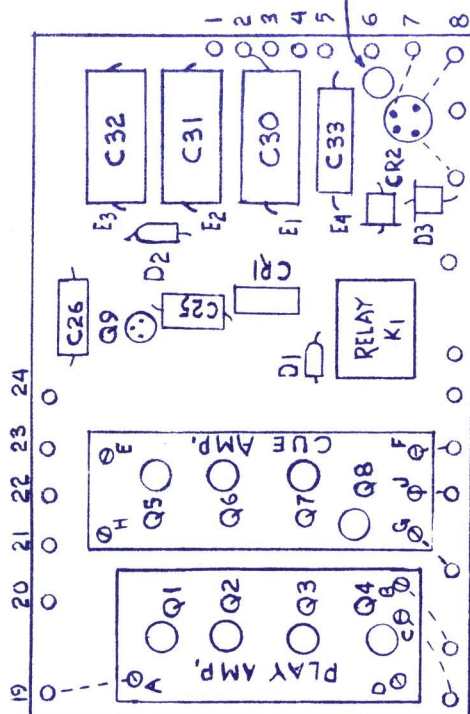 1 2 3 4 5 6 7 8
C32
C31
C30
C33
E3
E2
E1
E4
CR2
D3
D2
C26
Q9
C25
CR1
D1
RELAY
K1
24
23
22
21
20
19
CUE AMP.
E
H
Q5
Q6
Q7
Q8
F
J
G
PLAY AMP.
Q1
Q2
Q3
Q4
A
B
C
D